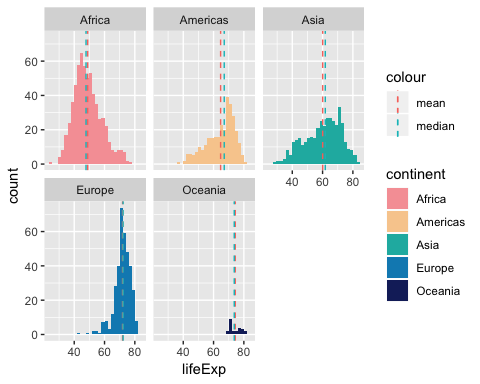 Africa
Americas
Asia
60
40
20
0
40
60
80
Europe
Oceania
60
40
20
0
40
60
80
40
60
80
count
lifeExp
colour
mean
median
continent
Africa
Americas
Asia
Europe
Oceania